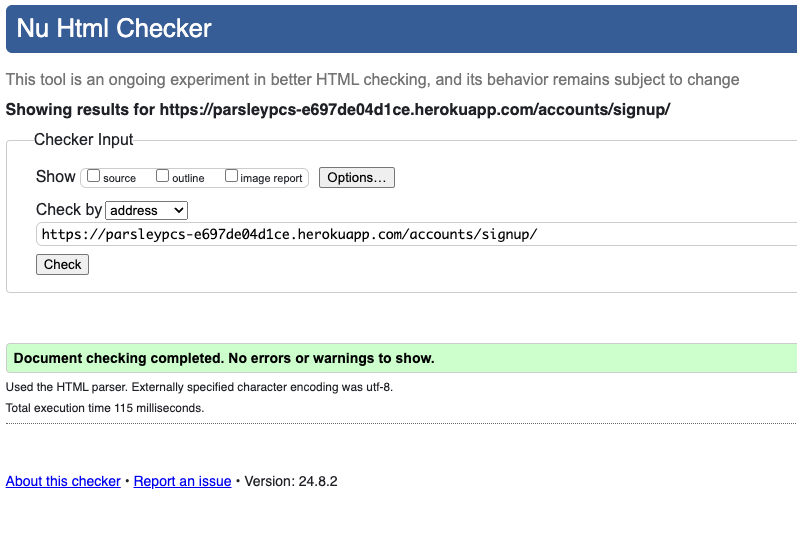 Nu Html Checker
This tool is an ongoing experiment in better HTML checking, and its behavior remains subject to change
Showing results for https://parsleypcs-e697de04d1ce.herokuapp.com/accounts/signup/
Checker Input
Show source outline image report Options...
Check by address
https://parsleypcs-e697de04d1ce.herokuapp.com/accounts/signup/
Check
Document checking completed. No errors or warnings to show.
Used the HTML parser. Externally specified character encoding was utf-8.
Total execution time 115 milliseconds.
About this checker • Report an issue • Version: 24.8.2